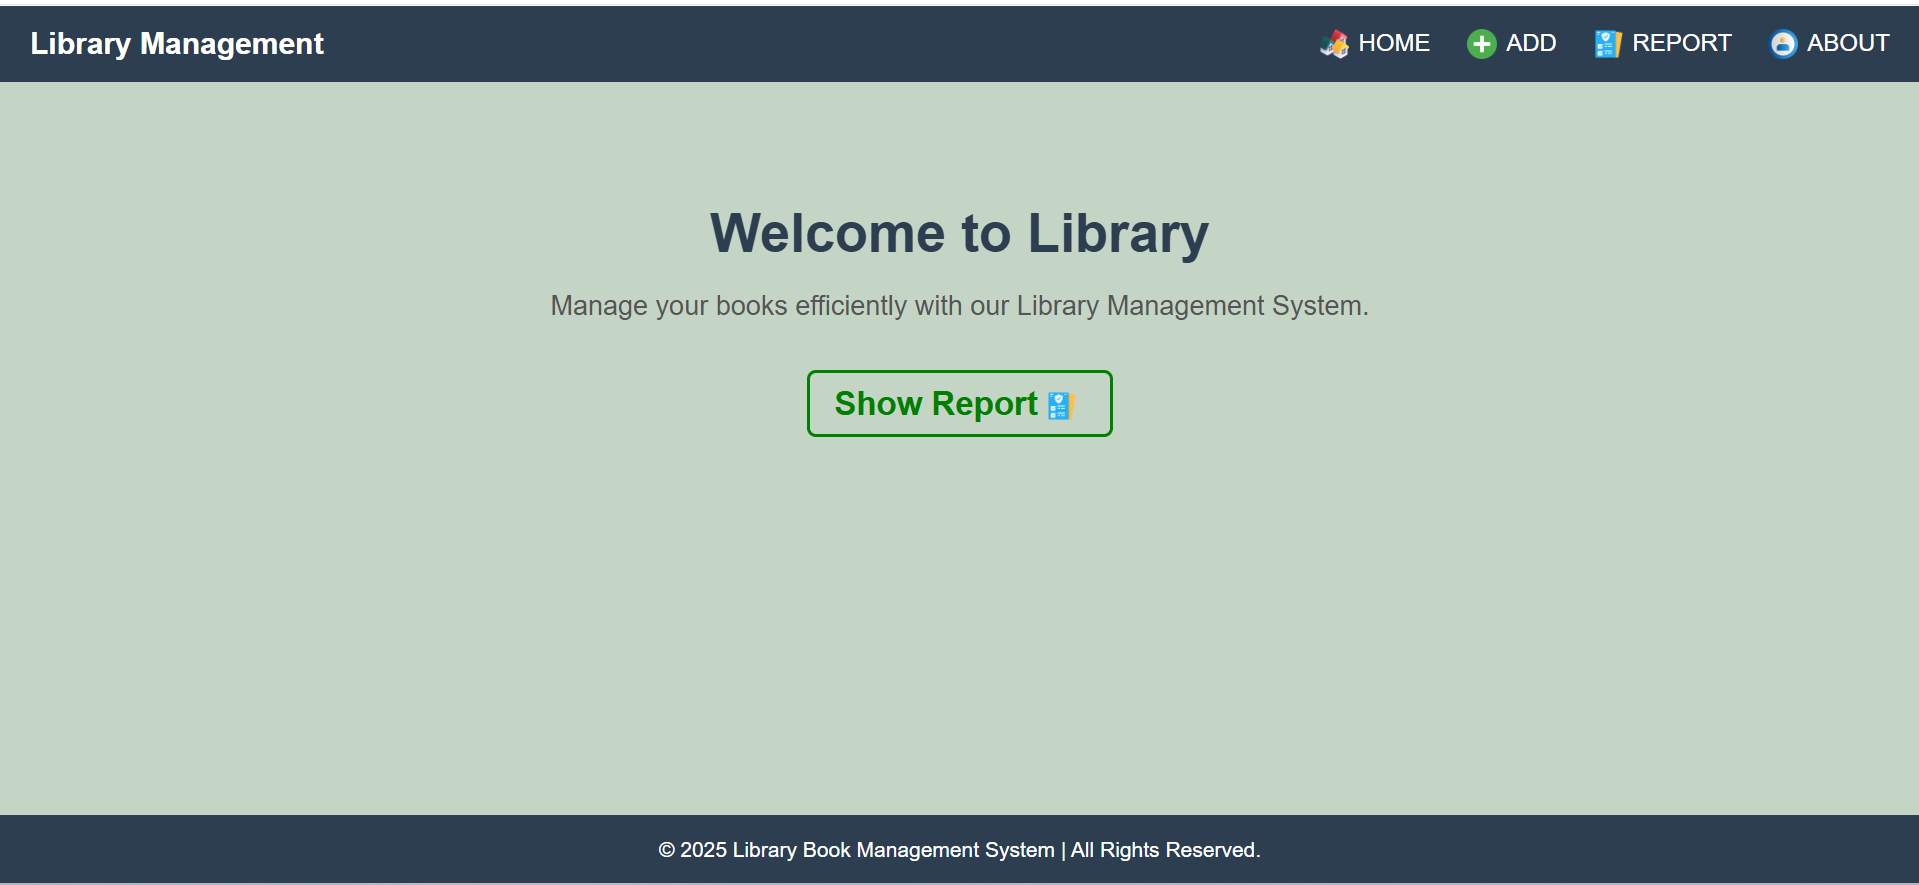 Library Management
HOME
ADD
REPORT
ABOUT
Welcome to Library
Manage your books efficiently with our Library Management System.
Show Report
© 2025 Library Book Management System | All Rights Reserved.